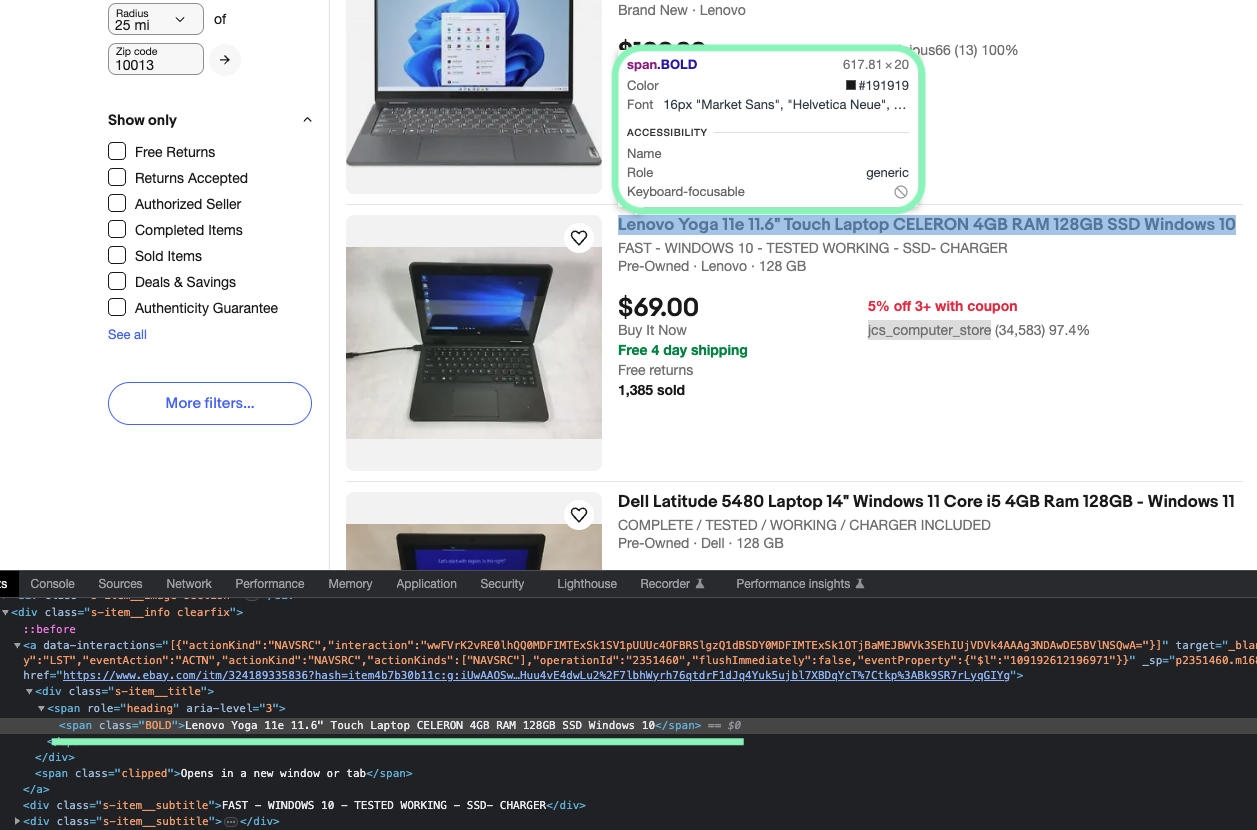 Radius
25 mi
of
Zip code
10013
Show only
Free Returns
Returns Accepted
Authorized Seller
Completed Items
Sold Items
Deals & Savings
Authenticity Guarantee
See all
More filters...
Brand New · Lenovo
(13) 100%
span.BOLD 617.81×20
Color #191919
Font 16px "Market Sans", "Helvetica Neue", …
ACCESSIBILITY
Name
Role generic
Keyboard-focusable
Lenovo Yoga 11e 11.6" Touch Laptop CELERON 4GB RAM 128GB SSD Windows 10
FAST - WINDOWS 10 - TESTED WORKING - SSD- CHARGER
Pre-Owned · Lenovo · 128 GB
$69.00
Buy It Now
Free 4 day shipping
Free returns
1,385 sold
5% off 3+ with coupon
jcs_computer_store (34,583) 97.4%
Dell Latitude 5480 Laptop 14" Windows 11 Core i5 4GB Ram 128GB - Windows 11
COMPLETE / TESTED / WORKING / CHARGER INCLUDED
Pre-Owned · Dell · 128 GB
Console Sources Network Performance Memory Application Security Lighthouse Recorder Performance insights
<div class="s-item__info clearfix">
::before
<a data-interactions="[{"actionKind":"NAVSRC","interaction":"wwFVrK2vRE0lhQQ0MDFIMTExSk1SV1pUUUc4OFBRSlgzQ1dBSDY0MDFIMTExSk1OTjBaMEJBWVk3SEhIUjVDVk4AAAg3NDAwDE5BVlNSQwA="}]" target="_blan
y":"LST","eventAction":"ACTN","actionKind":"NAVSRC","actionKinds":["NAVSRC"],"operationId":"2351460","flushImmediately":false,"eventProperty":{"$l":"109192612196971"}}" _sp="p2351460.m168
href="https://www.ebay.com/itm/324189335836?hash=item4b7b30b11c:g:iUwAAOSw…Huu4vE4dwLu2%2F7lbhWyrh76qtdrF1dJq4Yuk5ujbl7XBDqYcT%7Ctkp%3ABk9SR7rLyqGIYg">
<div class="s-item__title">
<span role="heading" aria-level="3">
<span class="BOLD">Lenovo Yoga 11e 11.6" Touch Laptop CELERON 4GB RAM 128GB SSD Windows 10</span> == $0
</div>
<span class="clipped">Opens in a new window or tab</span>
</a>
<div class="s-item__subtitle">FAST - WINDOWS 10 - TESTED WORKING - SSD- CHARGER</div>
<div class="s-item__subtitle">…</div>